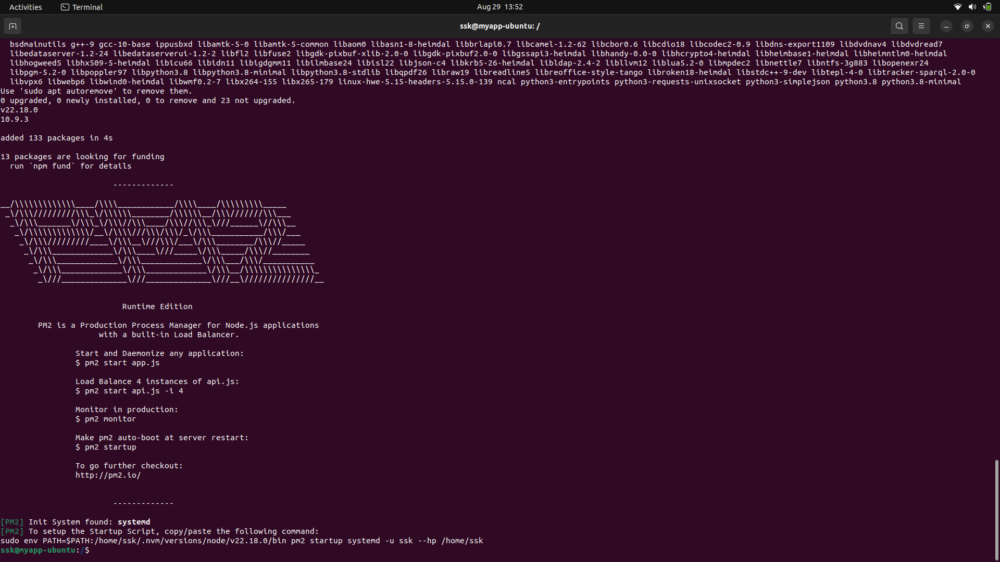 Activities Terminal Aug 29 13:52
ssk@myapp-ubuntu: /
bsdmainutils g++-9 gcc-10-base ippusbxd libamtk-5-0 libamtk-5-common libaom0 libasn1-8-heimdal libbrlapi0.7 libcamel-1.2-62 libcbor0.6 libcdio18 libcodec2-0.9 libdns-export1109 libdvdnav4 libdvdread7
libedataserver-1.2-24 libedataserverui-1.2-2 libfl2 libfuse2 libgdk-pixbuf-xlib-2.0-0 libgdk-pixbuf2.0-0 libgssapi3-heimdal libhandy-0.0-0 libhcrypto4-heimdal libheimbase1-heimdal libheimntlm0-heimdal
libhogweed5 libhx509-5-heimdal libicu66 libidn11 libigdgmm11 libilmbase24 libisl22 libjson-c4 libkrb5-26-heimdal libldap-2.4-2 libllvm12 liblua5.2-0 libmpdec2 libnettle7 libntfs-3g883 libopenexr24
libpgm-5.2-0 libpoppler97 libpython3.8 libpython3.8-minimal libpython3.8-stdlib libqpdf26 libraw19 libreadline5 libreoffice-style-tango libroken18-heimdal libstdc++-9-dev libtepl-4-0 libtracker-sparql-2.0-0
libvpx6 libwebp6 libwind0-heimdal libwmf0.2-7 libx264-155 libx265-179 linux-hwe-5.15-headers-5.15.0-139 ncal python3-entrypoints python3-requests-unixsocket python3-simplejson python3.8 python3.8-minimal
Use 'sudo apt autoremove' to remove them.
0 upgraded, 0 newly installed, 0 to remove and 23 not upgraded.
v22.18.0
10.9.3
added 133 packages in 4s
13 packages are looking for funding
run `npm fund` for details
-------------
__/\\\\\\\\\\\\\____/\\\\____________/\\\\____/\\\\\\\\\_____
_\/\\\/////////\\\_\/\\\\\\________/\\\\\\__/\\\///////\\\___
_\/\\\_______\/\\\_\/\\\//\\\____/\\\//\\\_\///______\//\\\__
_\/\\\\\\\\\\\\\/__\/\\\\///\\\/\\\/_\/\\\___________/\\\/___
_\/\\\/////////____\/\\\__\///\\\/___\/\\\________/\\\//_____
_\/\\\_____________\/\\\____\///_____\/\\\_____/\\\//________
_\/\\\_____________\/\\\_____________\/\\\___/\\\/___________
_\/\\\_____________\/\\\_____________\/\\\__/\\\\\\\\\\\\\\\_
_\///______________\///______________\///__\///////////////__
Runtime Edition
PM2 is a Production Process Manager for Node.js applications
with a built-in Load Balancer.
Start and Daemonize any application:
$ pm2 start app.js
Load Balance 4 instances of api.js:
$ pm2 start api.js -i 4
Monitor in production:
$ pm2 monitor
Make pm2 auto-boot at server restart:
$ pm2 startup
To go further checkout:
http://pm2.io/
-------------
[PM2] Init System found: systemd
[PM2] To setup the Startup Script, copy/paste the following command:
sudo env PATH=$PATH:/home/ssk/.nvm/versions/node/v22.18.0/bin pm2 startup systemd -u ssk --hp /home/ssk
ssk@myapp-ubuntu:/$